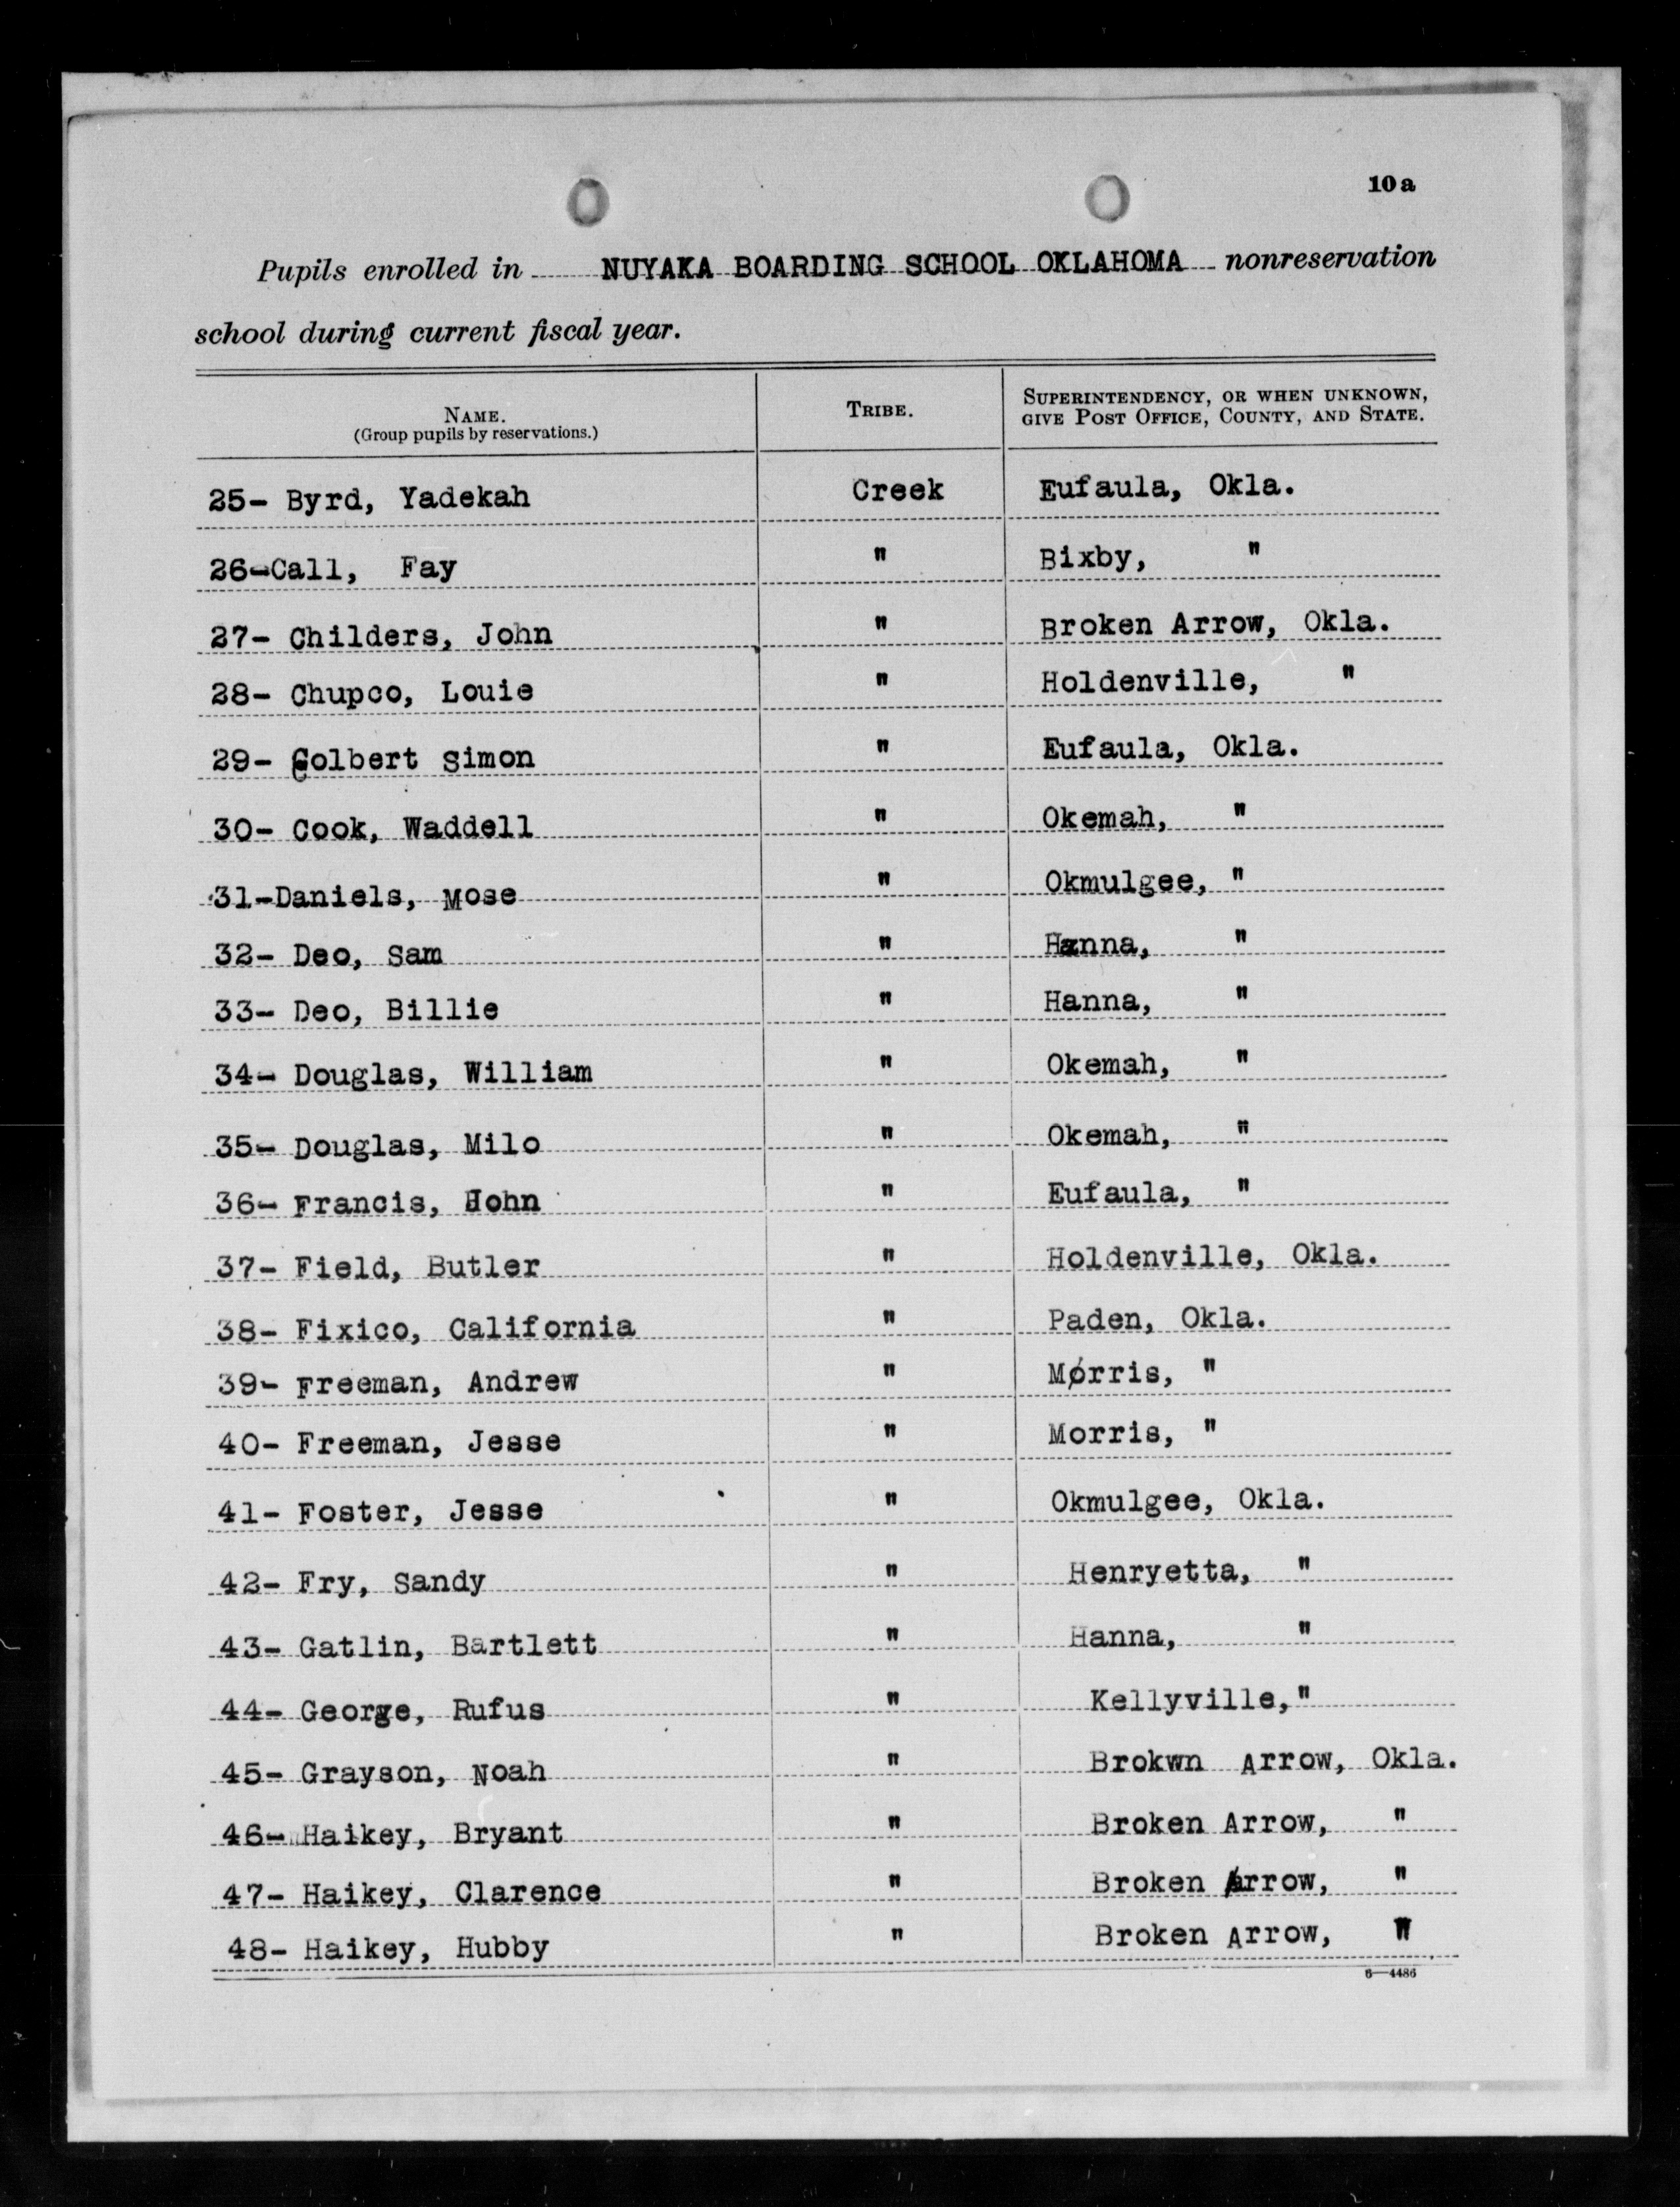 10a
Pupils enrolled in NUYAKA BOARDING SCHOOL OKLAHOMA nonreservation
school during current fiscal year.
NAME.
(Group pupils by reservations.)
TRIBE.
SUPERINTENDENCY, OR WHEN UNKNOWN,
GIVE POST OFFICE, COUNTY, AND STATE.
25- Byrd, Yadekah Creek Eufaula, Okla.
26-Call, Fay " Bixby, "
27- Childers, John " Broken Arrow, Okla.
28- Chupco, Louie " Holdenville, "
29- Colbert Simon " Eufaula, Okla.
30- Cook, Waddell " Okemah, "
31-Daniels, Mose " Okmulgee, "
32- Deo, Sam " Hanna, "
33- Deo, Billie " Hanna, "
34- Douglas, William " Okemah, "
35- Douglas, Milo " Okemah, "
36- Francis, John " Eufaula, "
37- Field, Butler " Holdenville, Okla.
38- Fixico, California " Paden, Okla.
39- Freeman, Andrew " Morris, "
40- Freeman, Jesse " Morris, "
41- Foster, Jesse " Okmulgee, Okla.
42- Fry, Sandy " Henryetta, "
43- Gatlin, Bartlett " Hanna, "
44- George, Rufus " Kellyville,"
45- Grayson, Noah " Brokwn Arrow, Okla.
46- Haikey, Bryant " Broken Arrow, "
47- Haikey, Clarence " Broken Arrow, "
48- Haikey, Hubby " Broken Arrow, "
6—4486